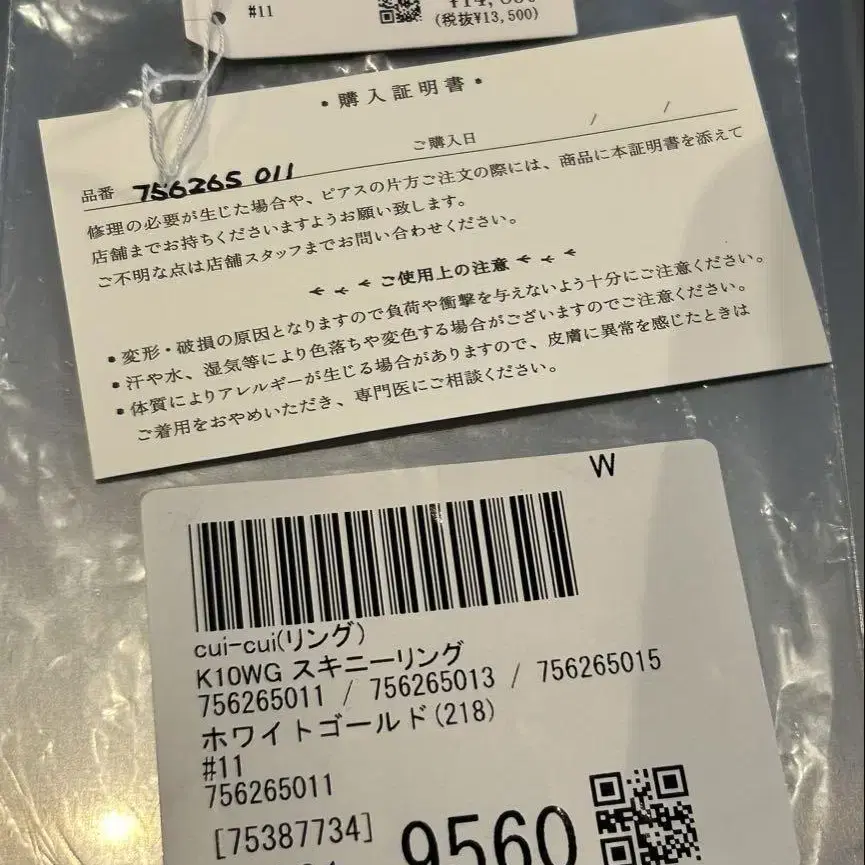 #11
(税抜¥13,500)
・購入証明書・
ご購入日 / /
品番 756265 011
修理の必要が生じた場合や、ピアスの片方ご注文の際には、商品に本証明書を添えて
店舗までお持ちくださいますようお願い致します。
ご不明な点は店舗スタッフまでお問い合わせください。
ご使用上の注意
・変形・破損の原因となりますので負荷や衝撃を与えないよう十分にご注意ください。
・汗や水、湿気等により色落ちや変色する場合がございますのでご注意ください。
・体質によりアレルギーが生じる場合がありますので、皮膚に異常を感じたときは
ご着用をおやめいただき、専門医にご相談ください。
W
cui-cui(リング)
K10WG スキニーリング
756265011 / 756265013 / 756265015
ホワイトゴールド(218)
#11
756265011
[75387734]
9560